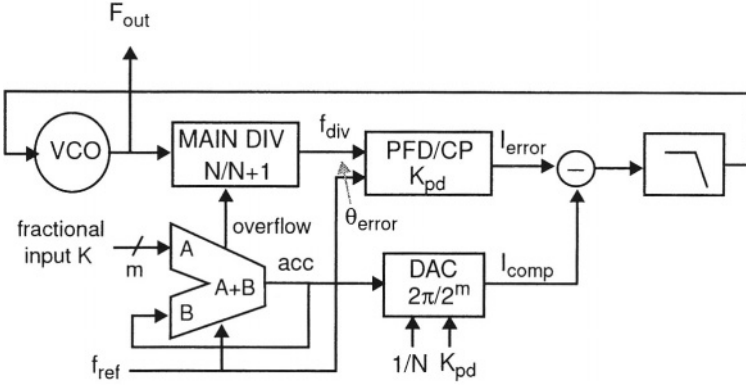 F_out
VCO
MAIN DIV
N/N+1
f_div
PFD/CP
K_pd
I_error
−
θ_error
fractional
input K
m
overflow
A
B
A+B
acc
DAC
2π/2^m
I_comp
f_ref
1/N
K_pd